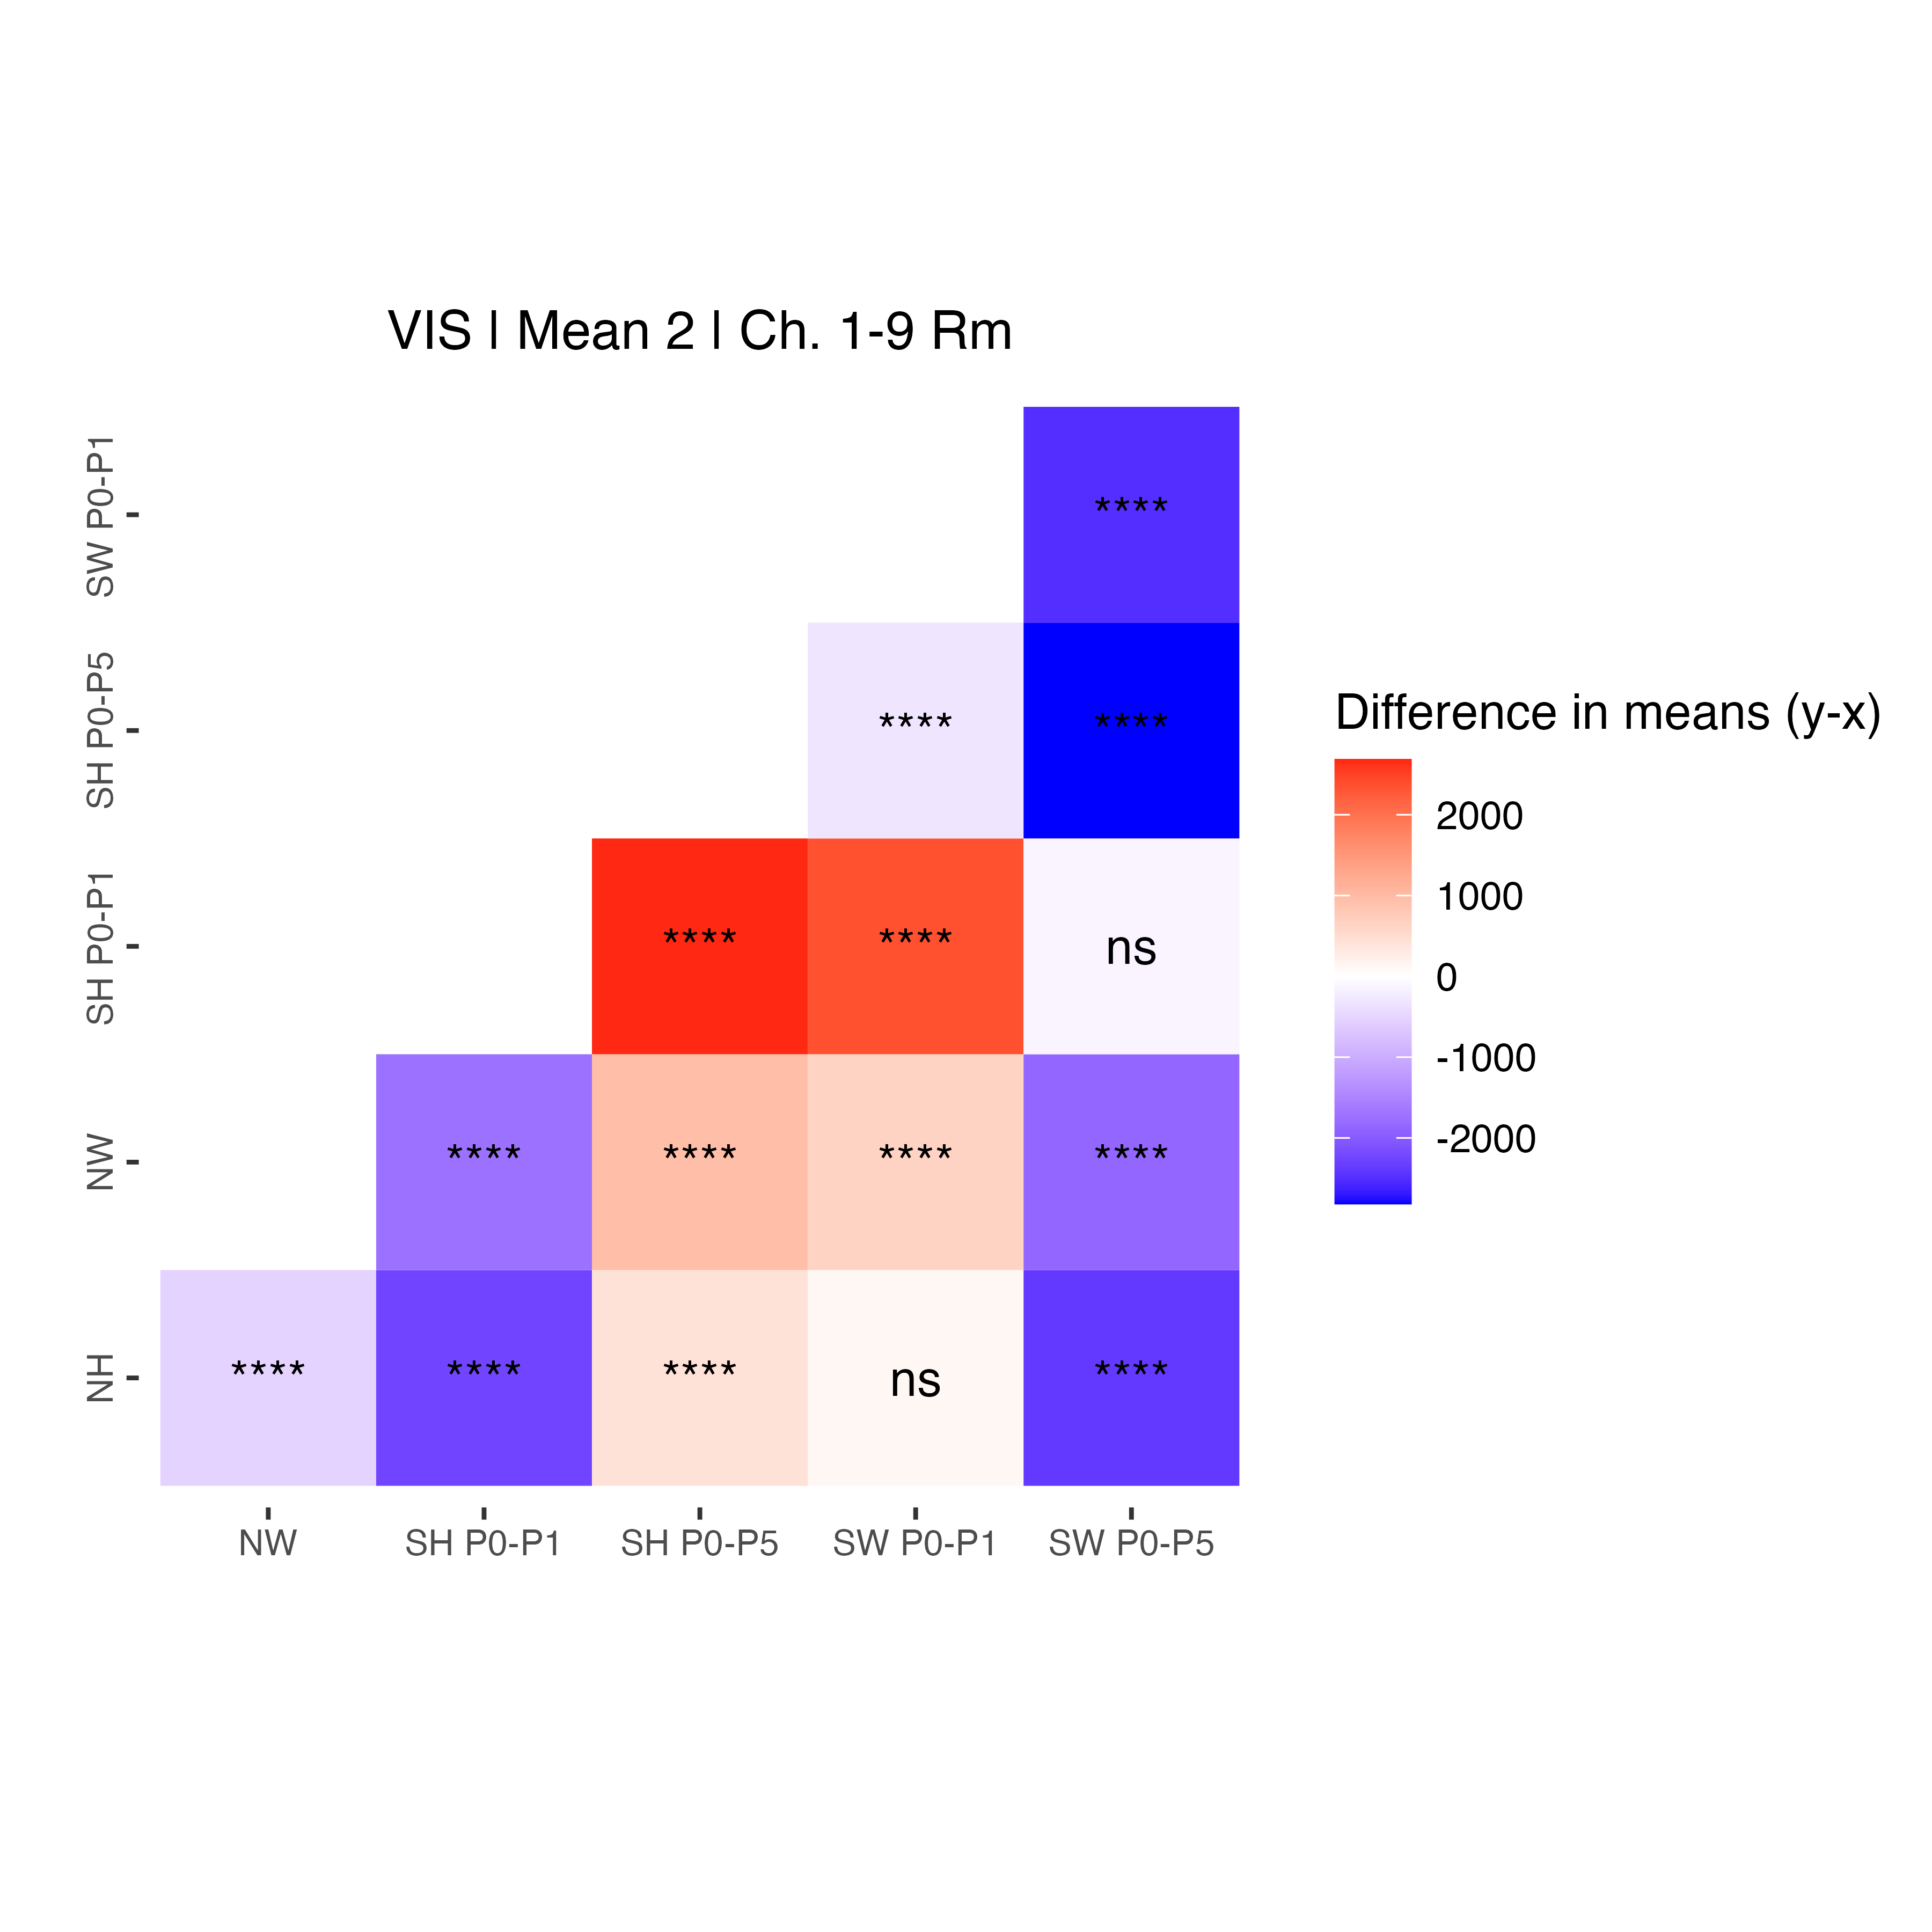 VIS | Mean 2 | Ch. 1-9 Rm
SW P0-P1
****
SH P0-P5
**** ****
SH P0-P1
**** **** ns
NW
**** **** **** ****
NH
**** **** **** ns ****
NW SH P0-P1 SH P0-P5 SW P0-P1 SW P0-P5
Difference in means (y-x)
2000
1000
0
-1000
-2000